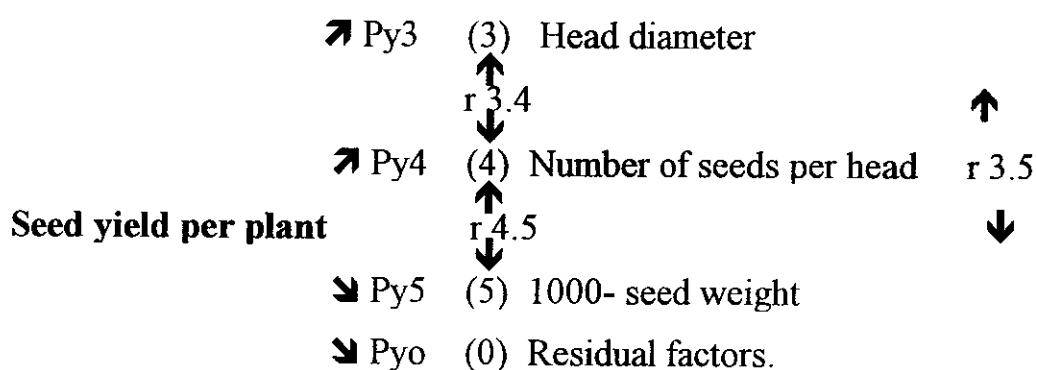 Py3 (3) Head diameter
r 3.4
Py4 (4) Number of seeds per head r 3.5
Seed yield per plant r 4.5
Py5 (5) 1000- seed weight
Pyo (0) Residual factors.